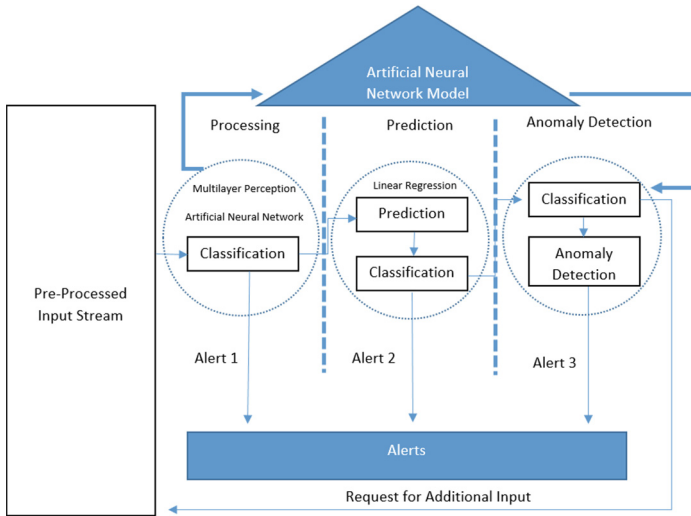 Artificial Neural
Network Model
Processing
Prediction
Anomaly Detection
Multilayer Perception
Artificial Neural Network
Classification
Linear Regression
Prediction
Classification
Classification
Anomaly
Detection
Pre-Processed
Input Stream
Alert 1
Alert 2
Alert 3
Alerts
Request for Additional Input